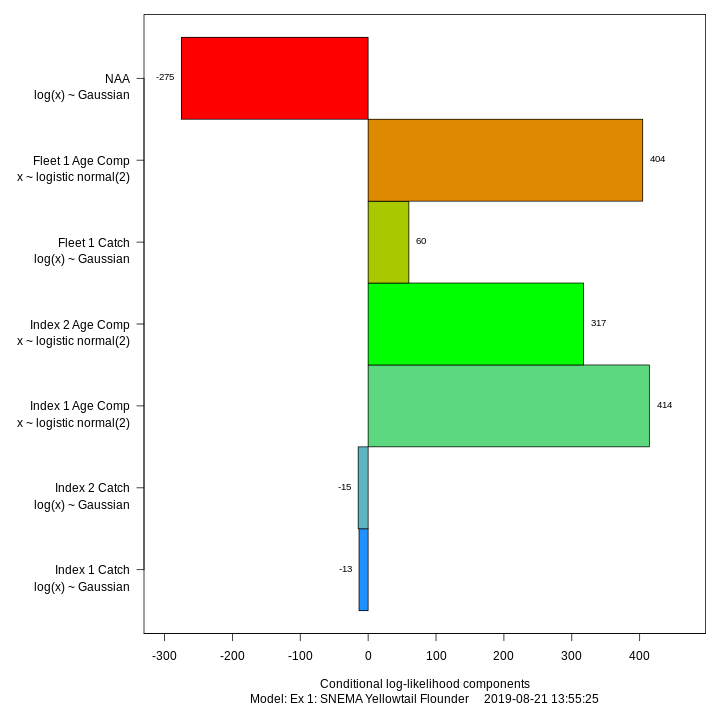 NAA
log(x) ~ Gaussian
-275
Fleet 1 Age Comp
x ~ logistic normal(2)
404
Fleet 1 Catch
log(x) ~ Gaussian
60
Index 2 Age Comp
x ~ logistic normal(2)
317
Index 1 Age Comp
x ~ logistic normal(2)
414
Index 2 Catch
log(x) ~ Gaussian
-15
Index 1 Catch
log(x) ~ Gaussian
-13
-300 -200 -100 0 100 200 300 400
Conditional log-likelihood components
Model: Ex 1: SNEMA Yellowtail Flounder 2019-08-21 13:55:25